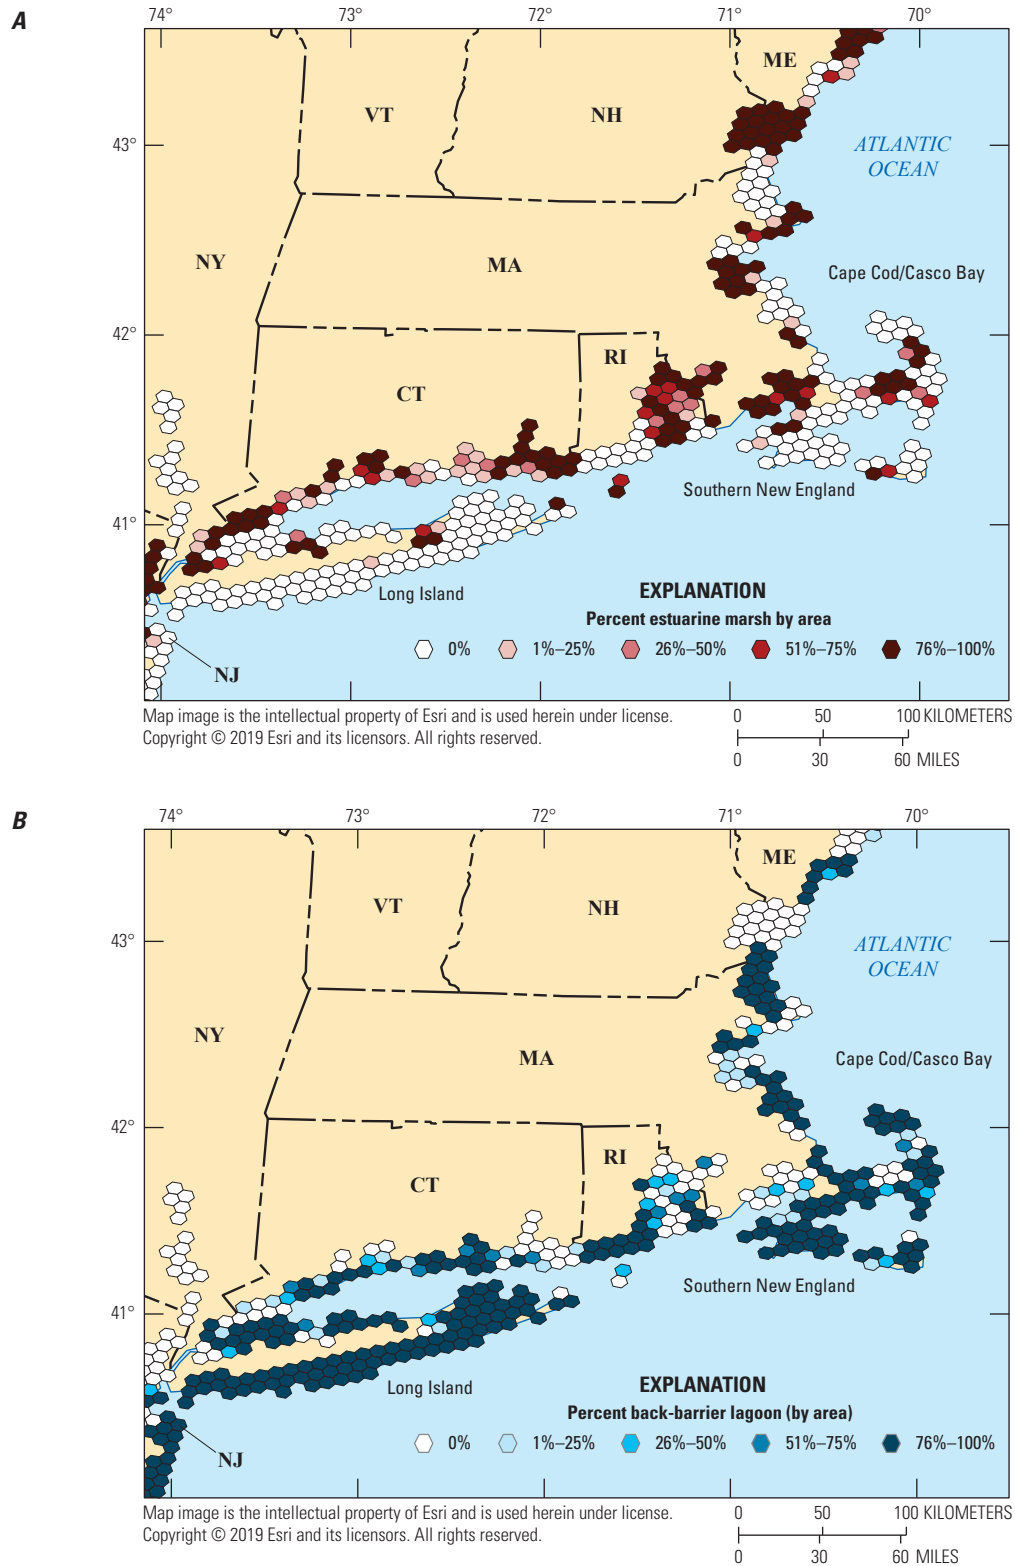 A
74° 73° 72° 71° 70°
ME
VT
NH
43°
ATLANTIC
OCEAN
NY
MA
Cape Cod/Casco Bay
42°
RI
CT
Southern New England
41°
Long Island
EXPLANATION
Percent estuarine marsh by area
0% 1%–25% 26%–50% 51%–75% 76%–100%
NJ
Map image is the intellectual property of Esri and is used herein under license.
Copyright © 2019 Esri and its licensors. All rights reserved.
0 50 100 KILOMETERS
0 30 60 MILES
B
74° 73° 72° 71° 70°
ME
VT
NH
43°
ATLANTIC
OCEAN
NY
MA
Cape Cod/Casco Bay
42°
RI
CT
Southern New England
41°
Long Island
EXPLANATION
Percent back-barrier lagoon (by area)
0% 1%–25% 26%–50% 51%–75% 76%–100%
NJ
Map image is the intellectual property of Esri and is used herein under license.
Copyright © 2019 Esri and its licensors. All rights reserved.
0 50 100 KILOMETERS
0 30 60 MILES